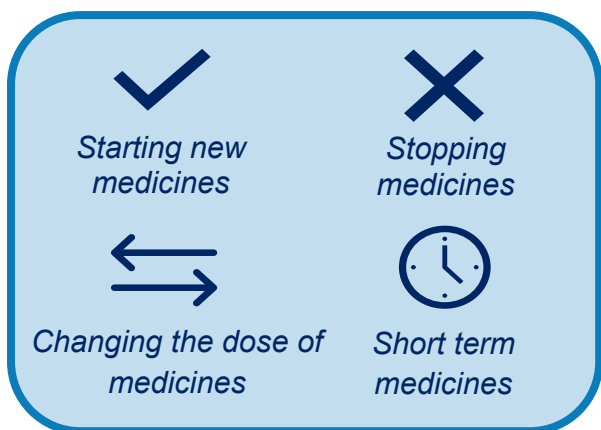 Starting new
medicines
Stopping
medicines
Changing the dose of
medicines
Short term
medicines